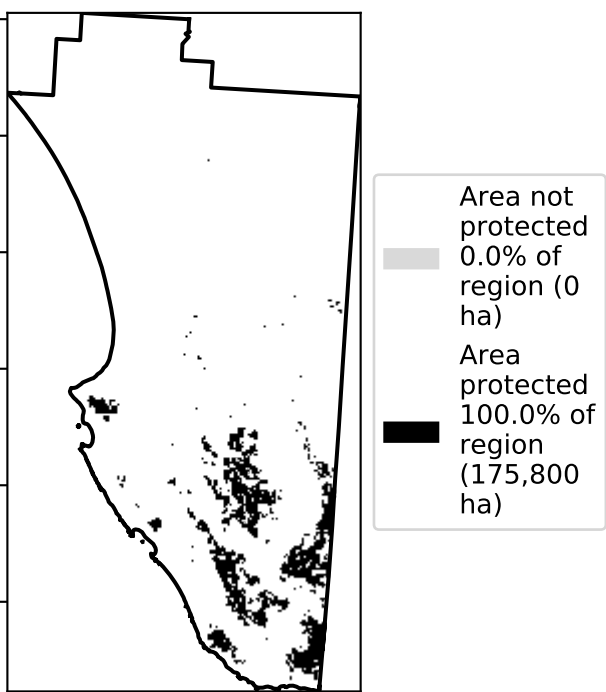 Area not
protected
0.0% of
region (0
ha)
Area
protected
100.0% of
region
(175,800
ha)